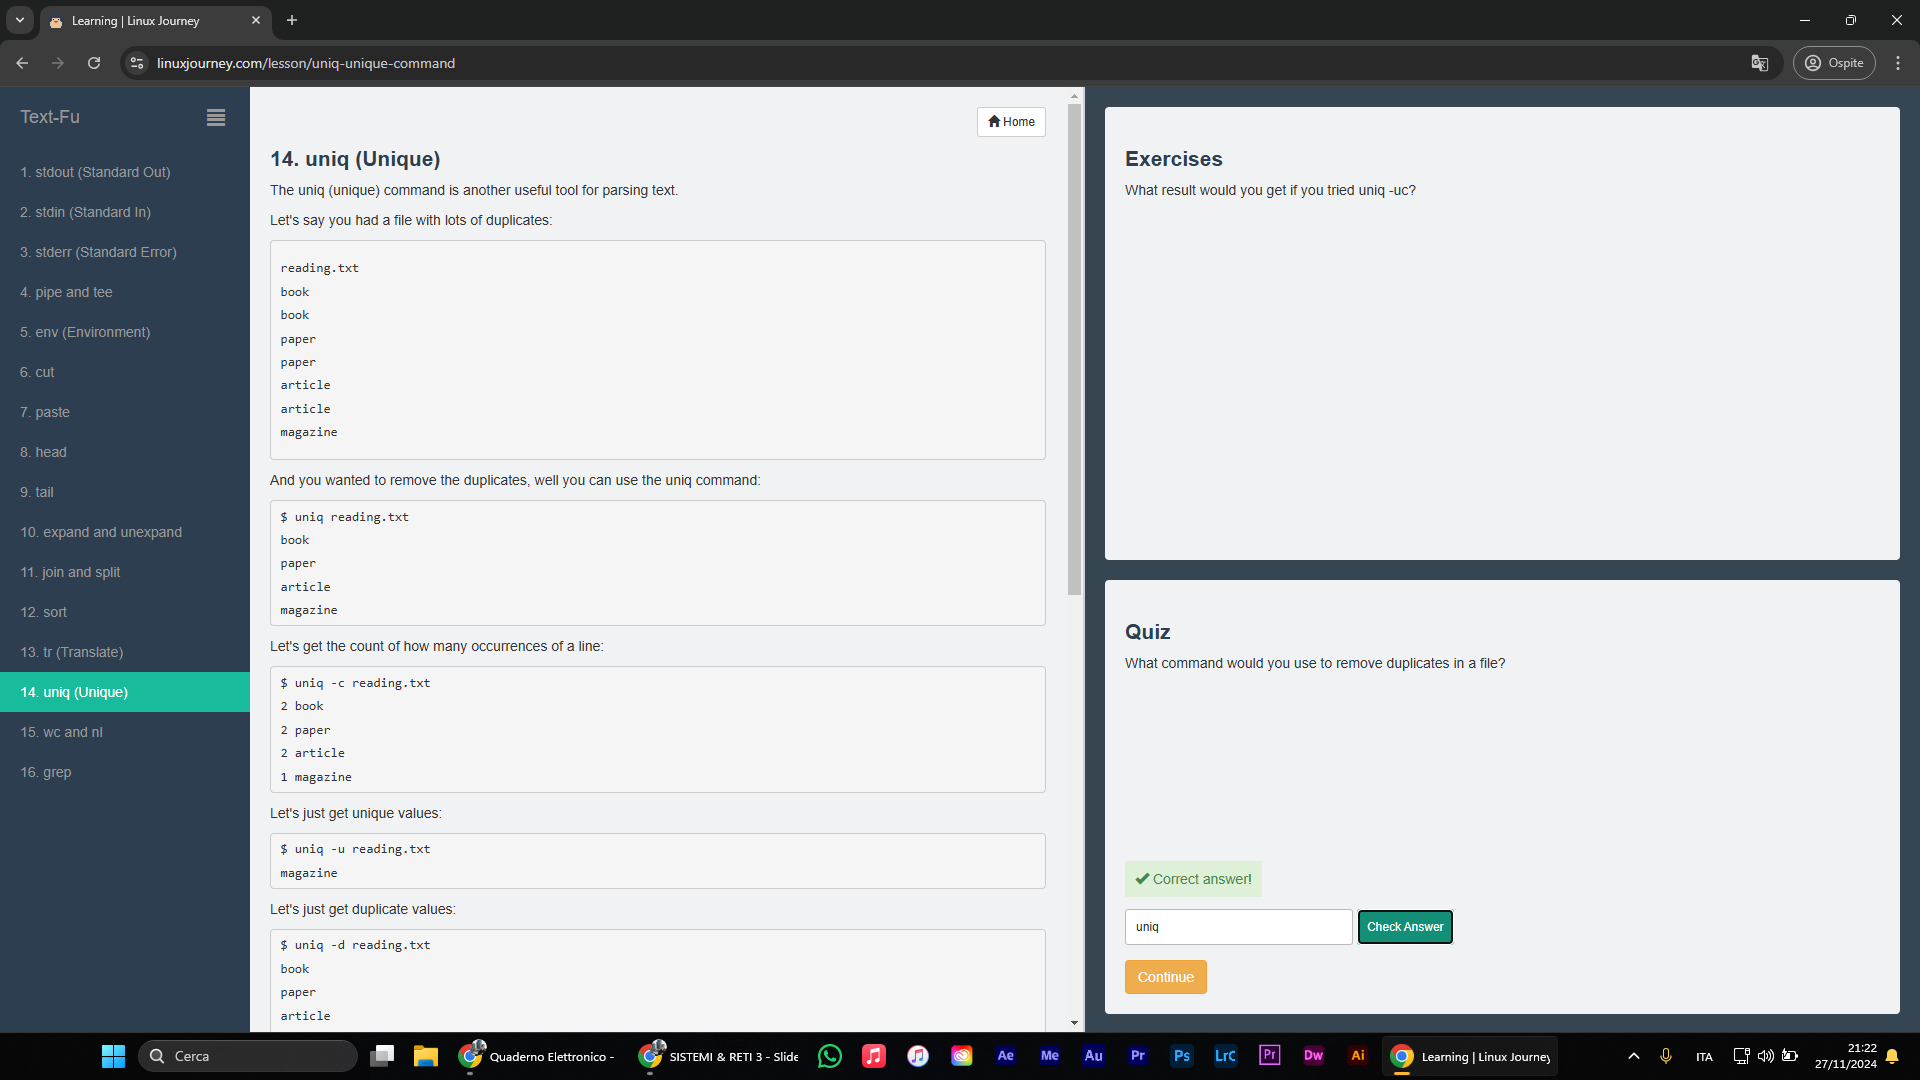 Learning | Linux Journey
linuxjourney.com/lesson/uniq-unique-command
Ospite
Text-Fu
1. stdout (Standard Out)
2. stdin (Standard In)
3. stderr (Standard Error)
4. pipe and tee
5. env (Environment)
6. cut
7. paste
8. head
9. tail
10. expand and unexpand
11. join and split
12. sort
13. tr (Translate)
14. uniq (Unique)
15. wc and nl
16. grep
Home
14. uniq (Unique)
The uniq (unique) command is another useful tool for parsing text.
Let's say you had a file with lots of duplicates:
reading.txt
book
book
paper
paper
article
article
magazine
And you wanted to remove the duplicates, well you can use the uniq command:
$ uniq reading.txt
book
paper
article
magazine
Let's get the count of how many occurrences of a line:
$ uniq -c reading.txt
2 book
2 paper
2 article
1 magazine
Let's just get unique values:
$ uniq -u reading.txt
magazine
Let's just get duplicate values:
$ uniq -d reading.txt
book
paper
article
Exercises
What result would you get if you tried uniq -uc?
Quiz
What command would you use to remove duplicates in a file?
Correct answer!
uniq
Check Answer
Continue
Cerca
Quaderno Elettronico -
SISTEMI & RETI 3 - Slide
Ae
Me
Au
Pr
Ps
LrC
Pr
Dw
Ai
Learning | Linux Journey
ITA
21:22
27/11/2024